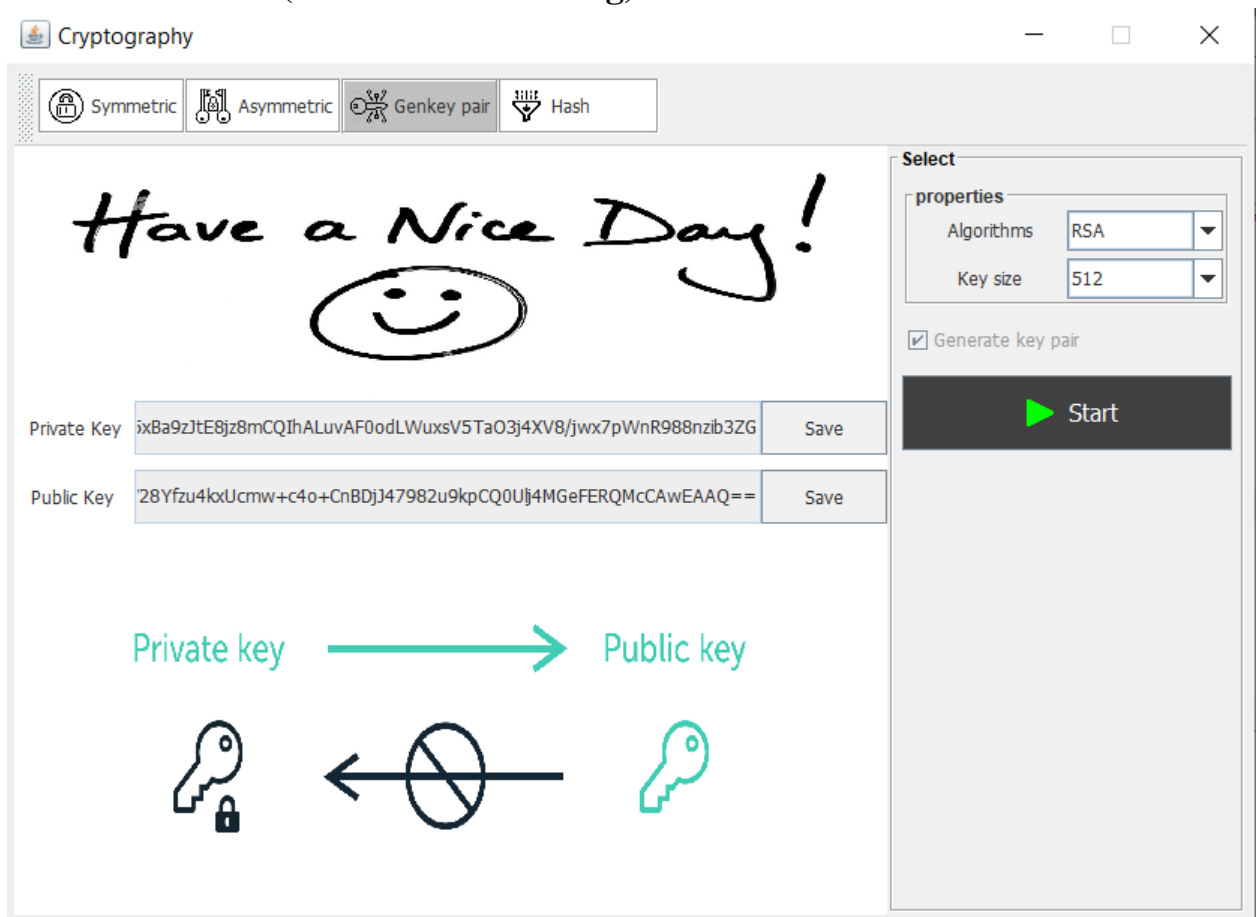 Cryptography
Symmetric Asymmetric Genkey pair Hash
Have a Nice Day!
Select
properties
Algorithms RSA
Key size 512
Generate key pair
Start
Private Key 5xBa9zJtE8jz8mCQIhALuvAF0odLWuxsV5TaO3j4XV8/jwx7pWnR988nzib3ZG Save
Public Key 28Yfzu4kxUcmw+c4o+CnBDjJ47982u9kpCQ0Ulj4MGeFERQMcCAwEAAQ== Save
Private key Public key